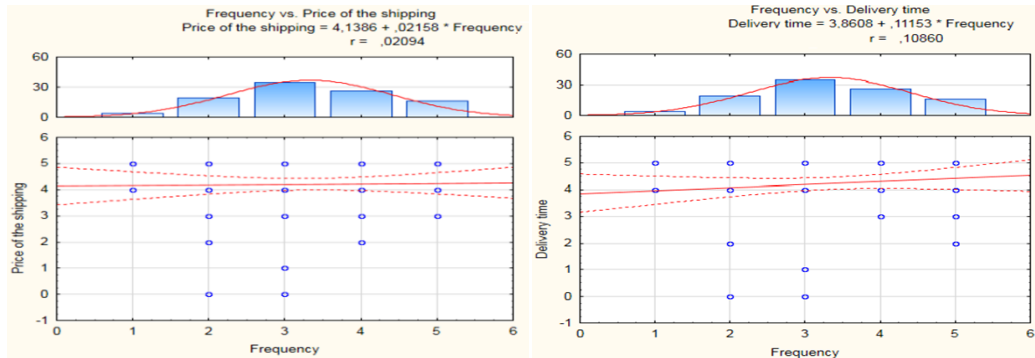 Frequency vs. Price of the shipping
Price of the shipping = 4,1386 + ,02158 * Frequency
r = ,02094
60
30
0
6
5
4
3
2
1
0
-1
Price of the shipping
0 1 2 3 4 5 6
Frequency
Frequency vs. Delivery time
Delivery time = 3,8608 + ,11153 * Frequency
r = ,10860
60
30
0
6
5
4
3
2
1
0
-1
Delivery time
0 1 2 3 4 5 6
Frequency